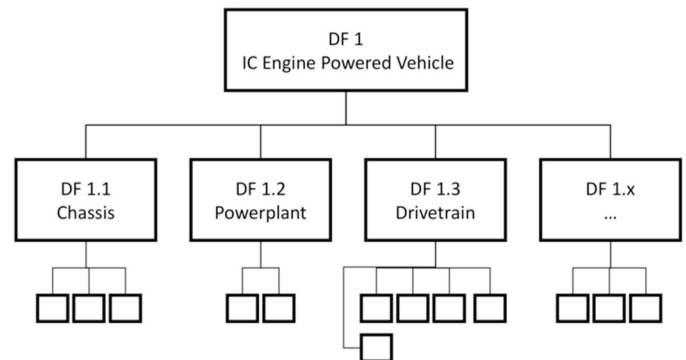 DF 1
IC Engine Powered Vehicle
DF 1.1
Chassis
DF 1.2
Powerplant
DF 1.3
Drivetrain
DF 1.x
...